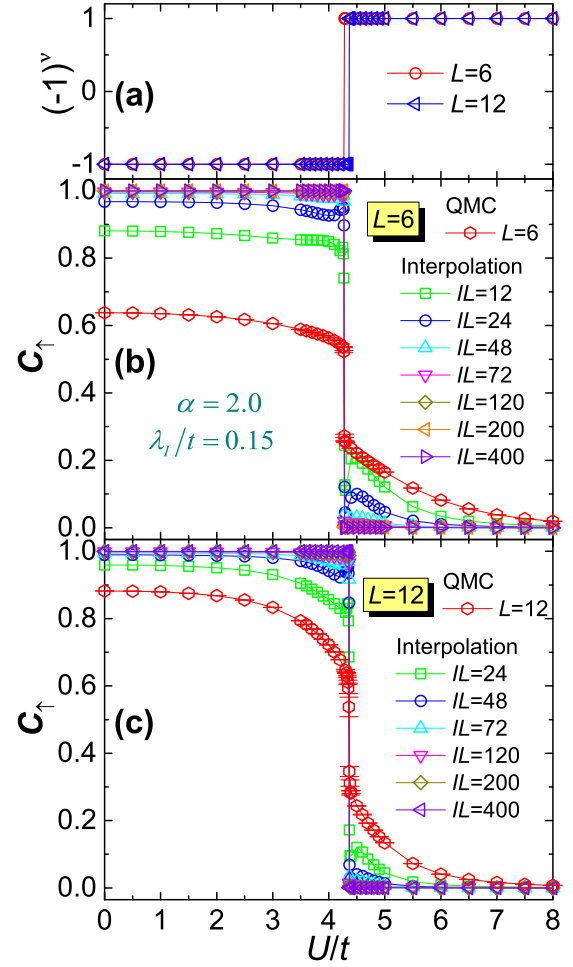 1
0
-1
(-1)^ν
(a)
L=6
L=12
1.0
0.8
0.6
0.4
0.2
0.0
C↑
(b)
α = 2.0
λ_I/t = 0.15
L=6
QMC
L=6
Interpolation
IL=12
IL=24
IL=48
IL=72
IL=120
IL=200
IL=400
1.0
0.8
0.6
0.4
0.2
0.0
C↑
(c)
L=12
QMC
L=12
Interpolation
IL=24
IL=48
IL=72
IL=120
IL=200
IL=400
0 1 2 3 4 5 6 7 8
U/t